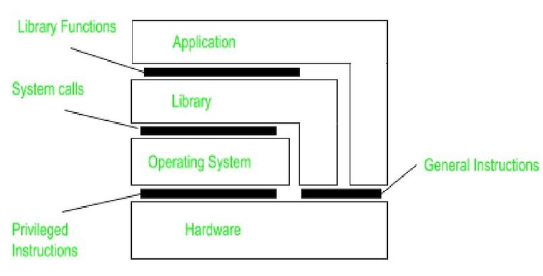 Library Functions
Application
System calls
Library
Operating System
General Instructions
Privileged
Instructions
Hardware